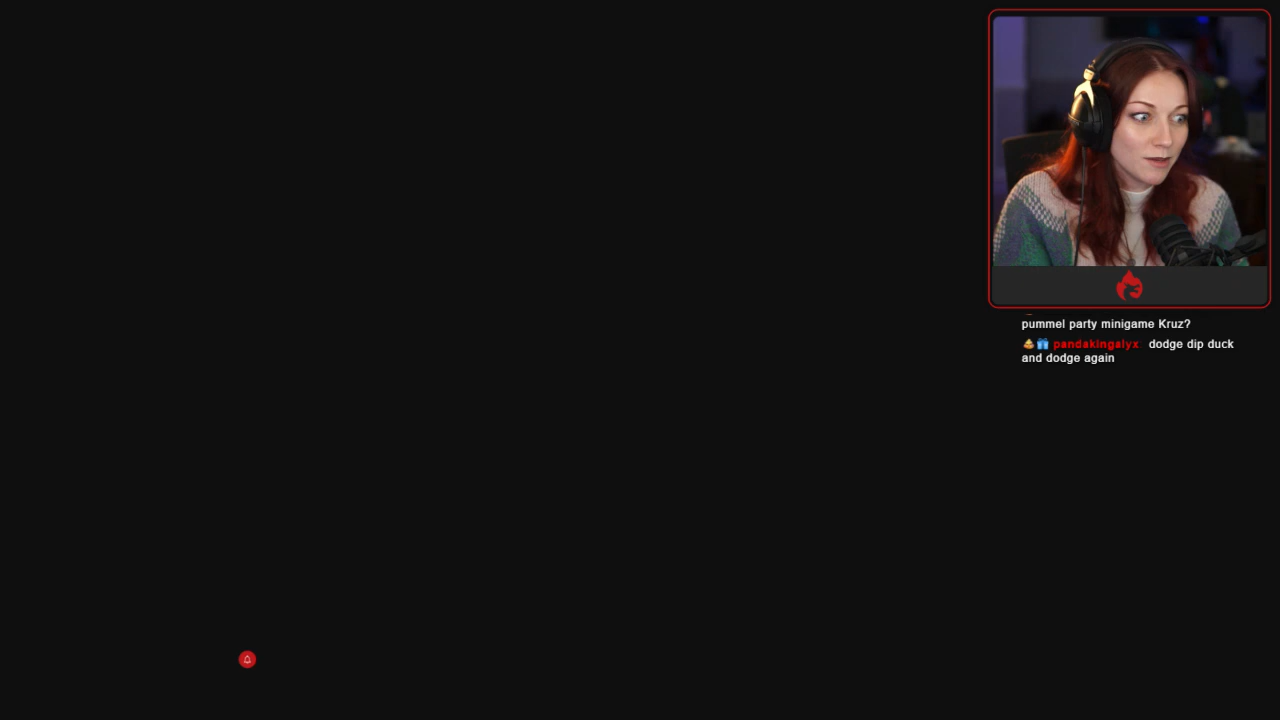 pummel party minigame Kruz?
pandakingalyx dodge dip duck
and dodge again